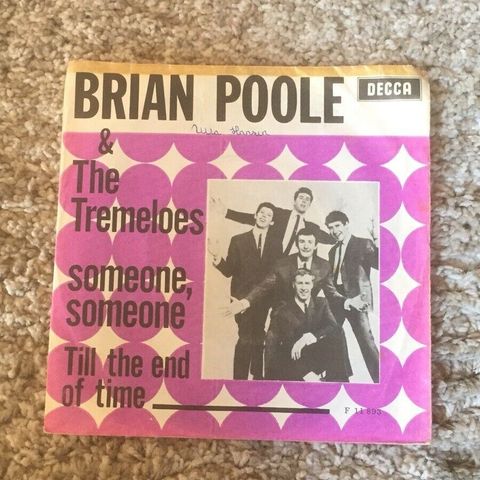 BRIAN POOLE
DECCA
&
The
Tremeloes
someone,
someone
Till the end
of time
F 11 893